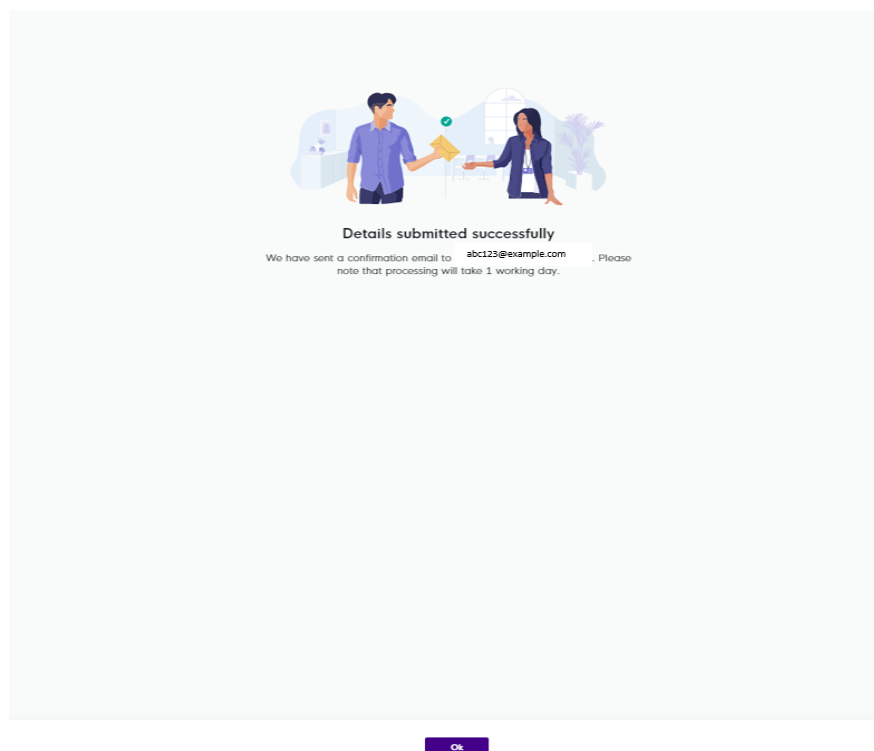 Details submitted successfully
We have sent a confirmation email to abc123@example.com . Please
note that processing will take 1 working day.
Ok